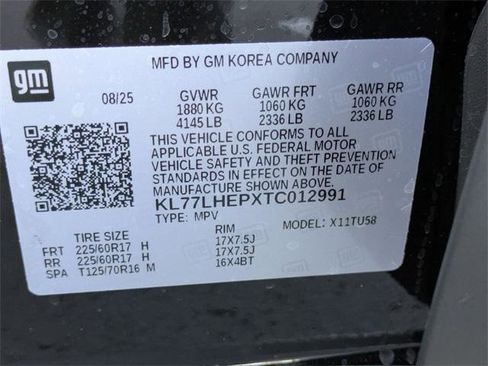 gm
MFD BY GM KOREA COMPANY
08/25 GVWR GAWR FRT GAWR RR
1880 KG 1060 KG 1060 KG
4145 LB 2336 LB 2336 LB
THIS VEHICLE CONFORMS TO ALL
APPLICABLE U.S. FEDERAL MOTOR
VEHICLE SAFETY AND THEFT PREVENTION
STANDARDS IN EFFECT ON THE DATE OF
MANUFACTURE SHOWN ABOVE.
KL77LHEPXTC012991
TYPE: MPV MODEL: X11TU58
TIRE SIZE RIM
FRT 225/60R17 H 17X7.5J
RR 225/60R17 H 17X7.5J
SPA T125/70R16 M 16X4BT